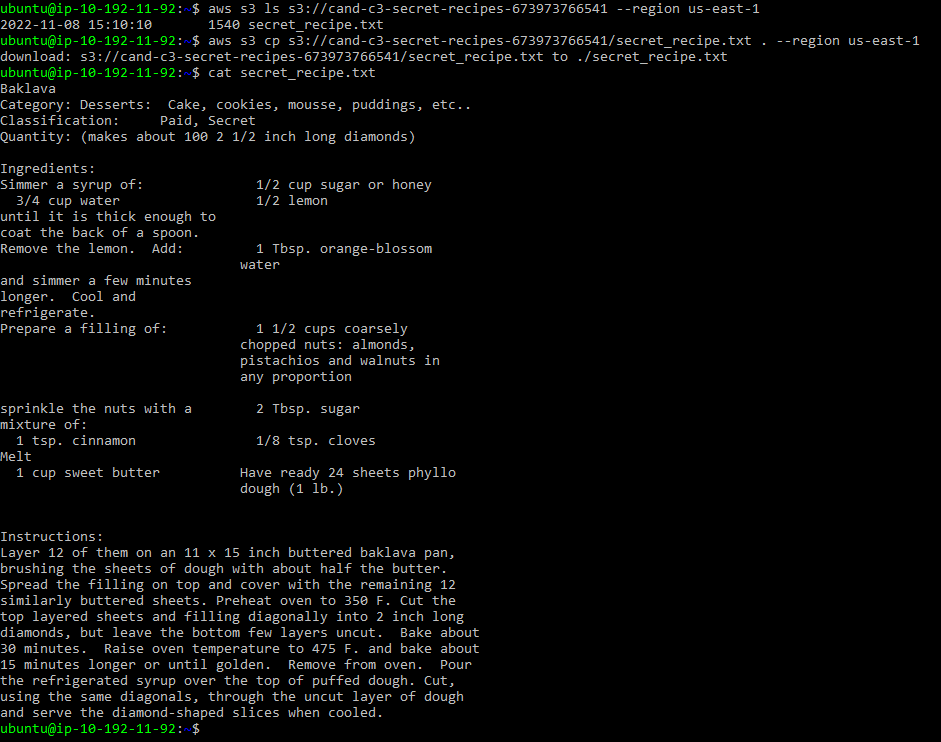 ubuntu@ip-10-192-11-92:~$ aws s3 ls s3://cand-c3-secret-recipes-673973766541 --region us-east-1
2022-11-08 15:10:10       1540 secret_recipe.txt
ubuntu@ip-10-192-11-92:~$ aws s3 cp s3://cand-c3-secret-recipes-673973766541/secret_recipe.txt . --region us-east-1
download: s3://cand-c3-secret-recipes-673973766541/secret_recipe.txt to ./secret_recipe.txt
ubuntu@ip-10-192-11-92:~$ cat secret_recipe.txt
Baklava
Category: Desserts:  Cake, cookies, mousse, puddings, etc..
Classification:     Paid, Secret
Quantity: (makes about 100 2 1/2 inch long diamonds)

Ingredients:
Simmer a syrup of:              1/2 cup sugar or honey
  3/4 cup water                 1/2 lemon
until it is thick enough to
coat the back of a spoon.
Remove the lemon.  Add:         1 Tbsp. orange-blossom
                              water
and simmer a few minutes
longer.  Cool and
refrigerate.
Prepare a filling of:           1 1/2 cups coarsely
                              chopped nuts: almonds,
                              pistachios and walnuts in
                              any proportion

sprinkle the nuts with a        2 Tbsp. sugar
mixture of:
  1 tsp. cinnamon               1/8 tsp. cloves
Melt
  1 cup sweet butter          Have ready 24 sheets phyllo
                              dough (1 lb.)


Instructions:
Layer 12 of them on an 11 x 15 inch buttered baklava pan,
brushing the sheets of dough with about half the butter.
Spread the filling on top and cover with the remaining 12
similarly buttered sheets. Preheat oven to 350 F. Cut the
top layered sheets and filling diagonally into 2 inch long
diamonds, but leave the bottom few layers uncut.  Bake about
30 minutes.  Raise oven temperature to 475 F. and bake about
15 minutes longer or until golden.  Remove from oven.  Pour
the refrigerated syrup over the top of puffed dough. Cut,
using the same diagonals, through the uncut layer of dough
and serve the diamond-shaped slices when cooled.
ubuntu@ip-10-192-11-92:~$